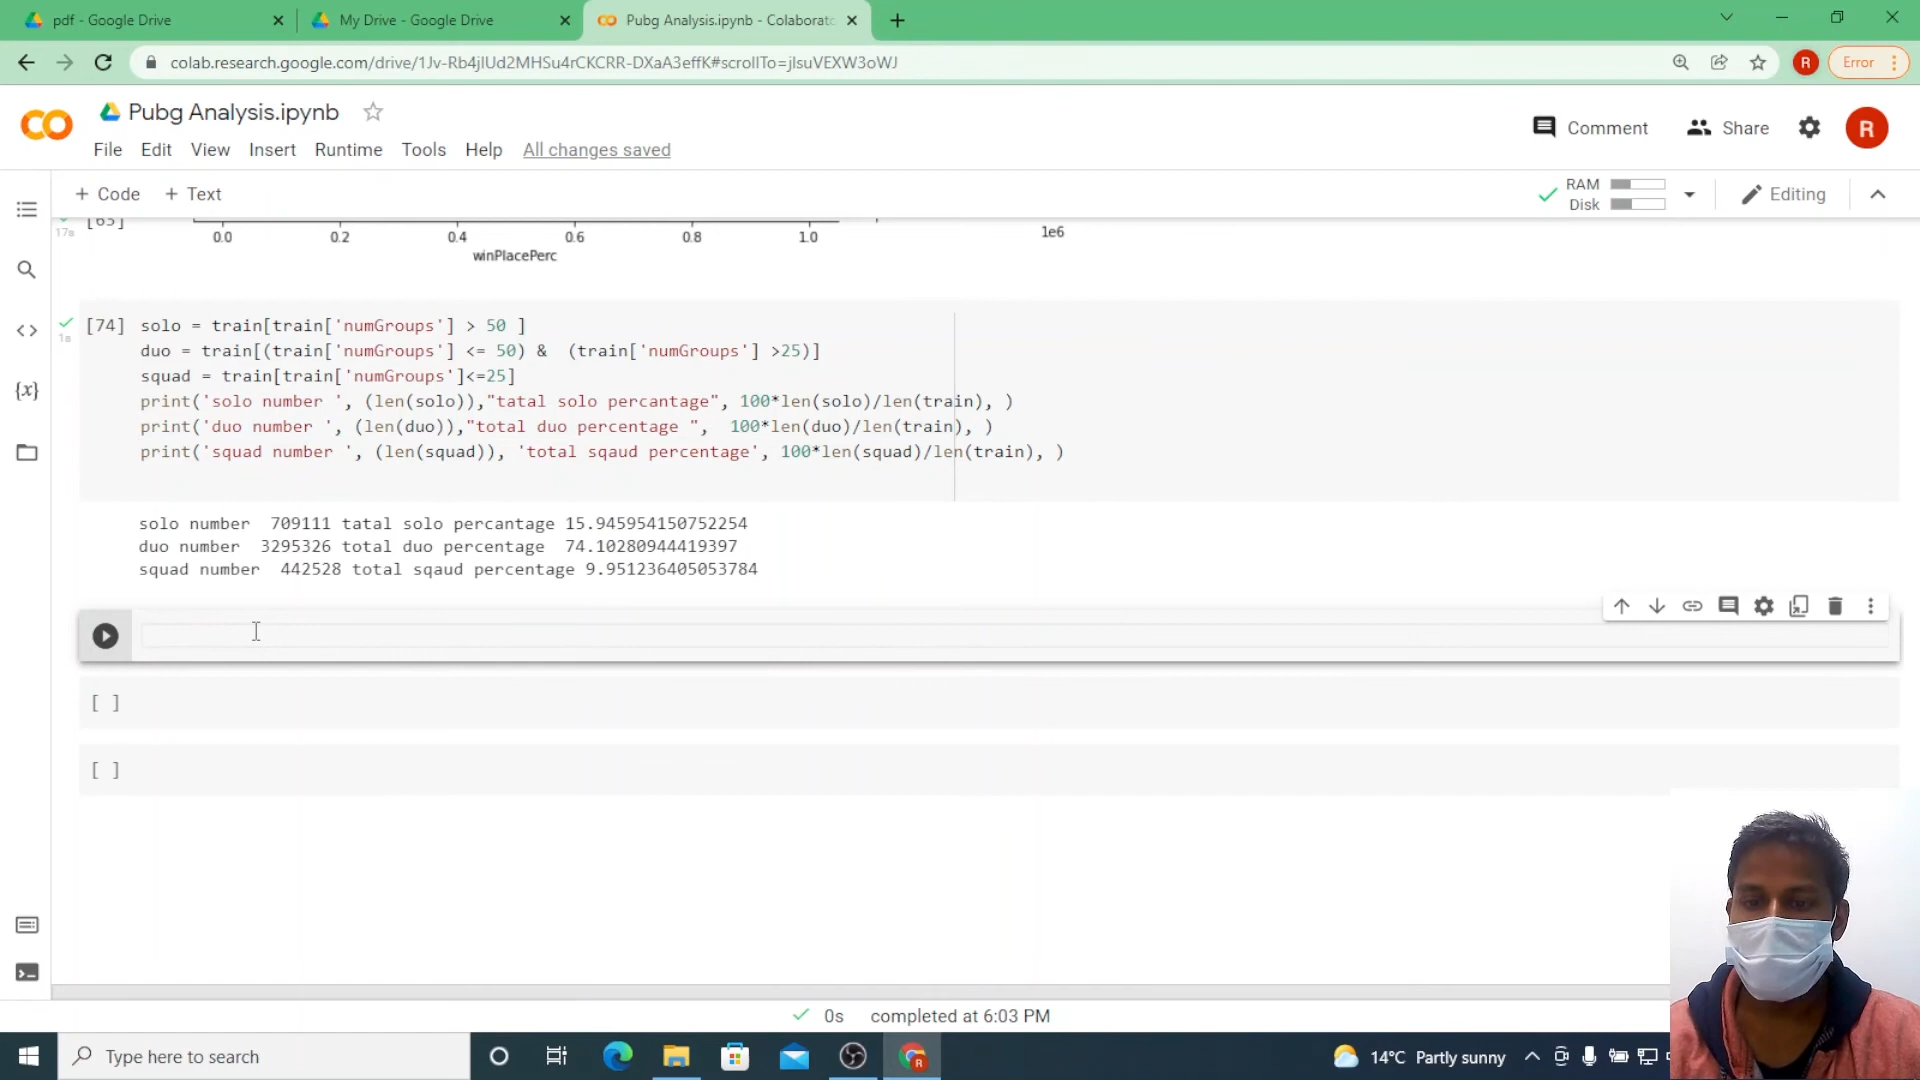 pdf - Google Drive
My Drive - Google Drive
Pubg Analysis.ipynb - Colaborato
colab.research.google.com/drive/1Jv-Rb4jlUd2MHSu4rCKCRR-DXaA3effK#scrollTo=jlsuVEXW3oWJ
R
Error
CO
Pubg Analysis.ipynb
Comment
Share
R
File Edit View Insert Runtime Tools Help All changes saved
+ Code + Text
RAM
Disk
Editing
[63]
17s
0.0 0.2 0.4 0.6 0.8 1.0 1e6
winPlacePerc
[74] solo = train[train['numGroups'] > 50 ]
1s
duo = train[(train['numGroups'] <= 50) & (train['numGroups'] >25)]
squad = train[train['numGroups']<=25]
print('solo number ', (len(solo)),"tatal solo percantage", 100*len(solo)/len(train), )
print('duo number ', (len(duo)),"total duo percentage ", 100*len(duo)/len(train), )
print('squad number ', (len(squad)), 'total sqaud percentage', 100*len(squad)/len(train), )
solo number 709111 tatal solo percantage 15.945954150752254
duo number 3295326 total duo percentage 74.10280944419397
squad number 442528 total sqaud percentage 9.951236405053784
[ ]
[ ]
{x}
0s completed at 6:03 PM
Type here to search
R
14°C Partly sunny